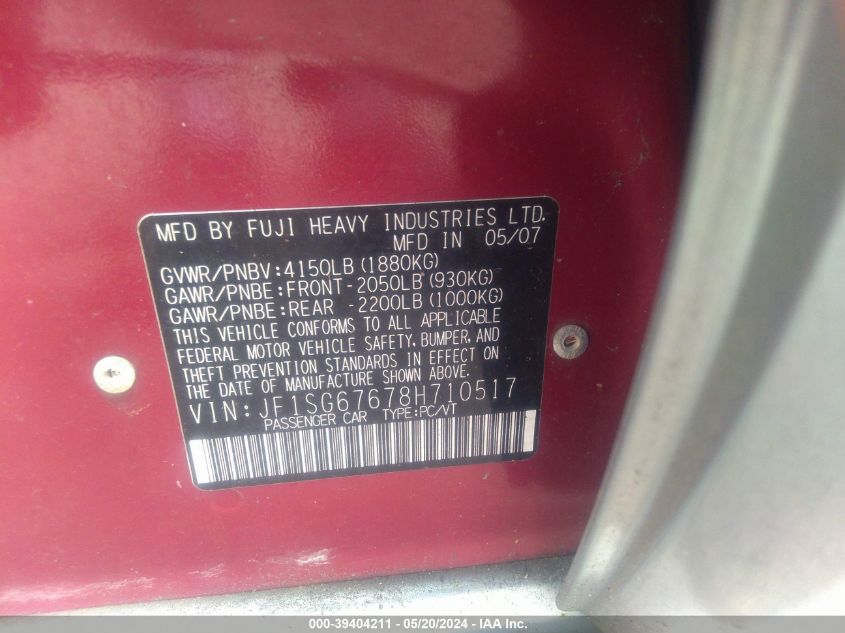 MFD BY FUJI HEAVY INDUSTRIES LTD.
MFD IN 05/07
GVWR/PNBV:4150LB(1880KG)
GAWR/PNBE:FRONT-2050LB(930KG)
GAWR/PNBE:REAR -2200LB(1000KG)
THIS VEHICLE CONFORMS TO ALL APPLICABLE
FEDERAL MOTOR VEHICLE SAFETY, BUMPER, AND
THEFT PREVENTION STANDARDS IN EFFECT ON
THE DATE OF MANUFACTURE SHOWN ABOVE.
VIN:JF1SG67678H710517
PASSENGER CAR TYPE:PC/VT
000-39404211 - 05/20/2024 - IAA Inc.